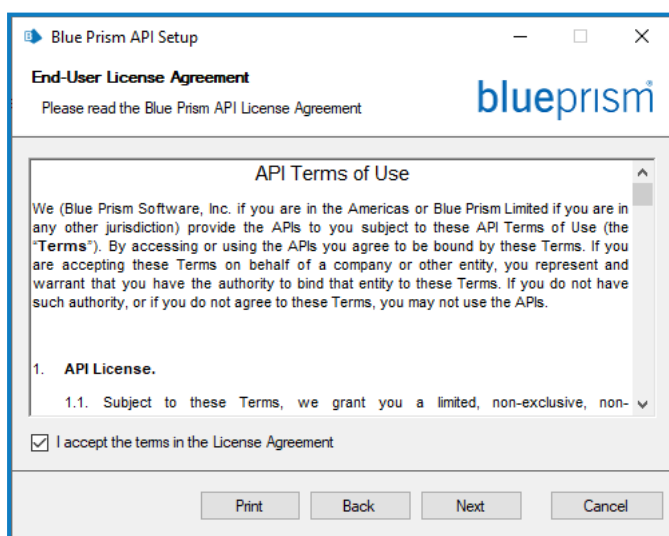 Blue Prism API Setup
End-User License Agreement
Please read the Blue Prism API License Agreement
blueprism®
API Terms of Use
We (Blue Prism Software, Inc. if you are in the Americas or Blue Prism Limited if you are in
any other jurisdiction) provide the APIs to you subject to these API Terms of Use (the
“Terms”). By accessing or using the APIs you agree to be bound by these Terms. If you
are accepting these Terms on behalf of a company or other entity, you represent and
warrant that you have the authority to bind that entity to these Terms. If you do not have
such authority, or if you do not agree to these Terms, you may not use the APIs.
1. API License.
1.1. Subject to these Terms, we grant you a limited, non-exclusive, non-
I accept the terms in the License Agreement
Print Back Next Cancel